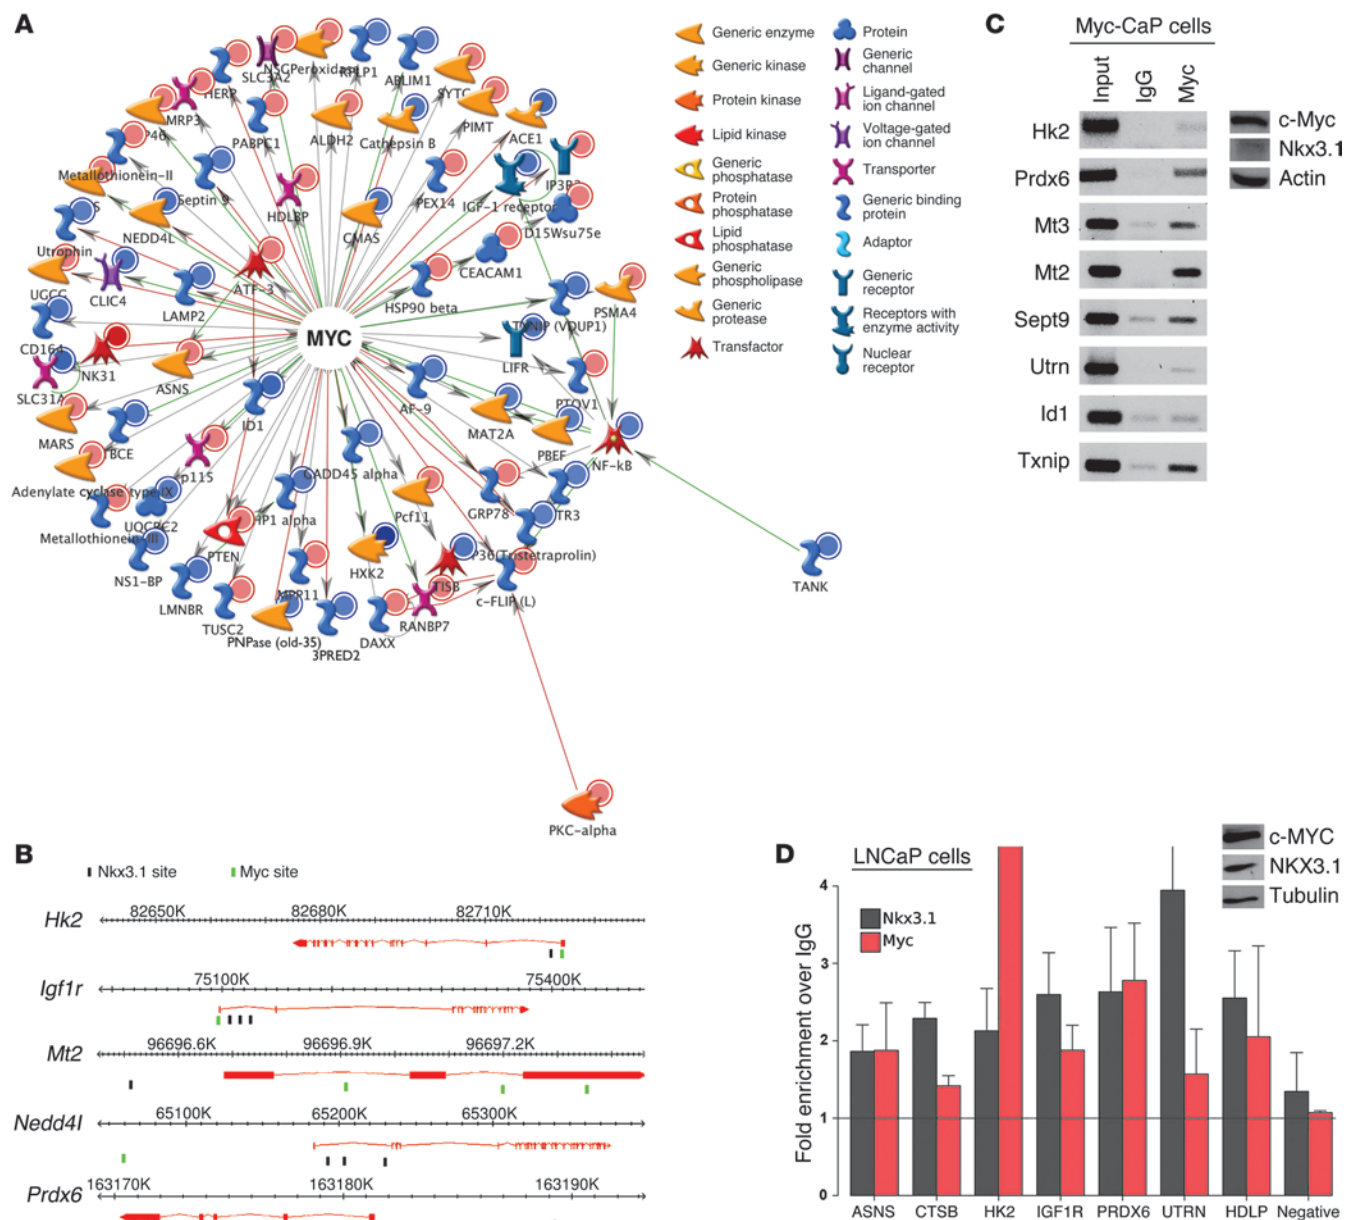 A
HERP
SLC3A2
NSGPeroxidase
RPLP1
ABLIM1
SYTC
MRP3
P46
PABPC1
ALDH2
Cathepsin B
PIMT
ACE1
Metallothionein-II
S
Septin 9
HDLBP
PEX14
IGF-1 receptor
IP3R2
NEDD4L
CMAS
D15Wsu75e
Utrophin
CEACAM1
UGCG
CLIC4
ATF-3
HSP90 beta
PSMA4
LAMP2
TXNIP (VDUP1)
MYC
CD164
NK31
LIFR
SLC31A
ASNS
PTOV1
AF-9
MARS
TBCE
ID1
MAT2A
PBEF
NF-kB
p115
GADD45 alpha
Adenylate cyclase type IX
GRP78
TR3
Metallothionein-III
UQCRC2
HP1 alpha
Pcf11
PTEN
HXK2
P36(Tristetraprolin)
NS1-BP
MPP11
TISB
TANK
LMNBR
c-FLIP (L)
TUSC2
PNPase (old-35)
DAXX
RANBP7
3PRED2
PKC-alpha
Generic enzyme
Generic kinase
Protein kinase
Lipid kinase
Generic
phosphatase
Protein
phosphatase
Lipid
phosphatase
Generic
phospholipase
Generic
protease
Transfactor
Protein
Generic
channel
Ligand-gated
ion channel
Voltage-gated
ion channel
Transporter
Generic binding
protein
Adaptor
Generic
receptor
Receptors with
enzyme activity
Nuclear
receptor
C
Myc-CaP cells
Input
IgG
Myc
Hk2
Prdx6
Mt3
Mt2
Sept9
Utrn
Id1
Txnip
c-Myc
Nkx3.1
Actin
B
Nkx3.1 site Myc site
Hk2 82650K 82680K 82710K
Igf1r 75100K 75400K
Mt2 96696.6K 96696.9K 96697.2K
Nedd4l 65100K 65200K 65300K
Prdx6 163170K 163180K 163190K
D
LNCaP cells
c-MYC
NKX3.1
Tubulin
Nkx3.1
Myc
Fold enrichment over IgG
4
3
2
1
0
ASNS CTSB HK2 IGF1R PRDX6 UTRN HDLP Negative